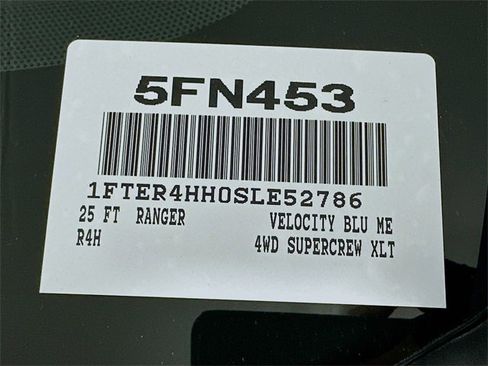 5FN453
1FTER4HH0SLE52786
25 FT RANGER VELOCITY BLU ME
R4H 4WD SUPERCREW XLT